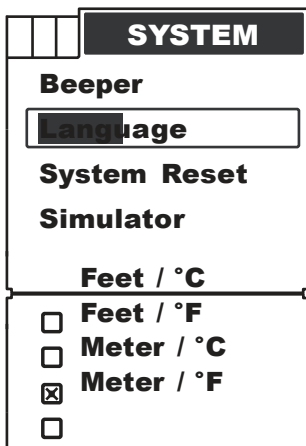 SYSTEM
Beeper
Language
System Reset
Simulator
Feet / °C
Feet / °F
Meter / °C
Meter / °F